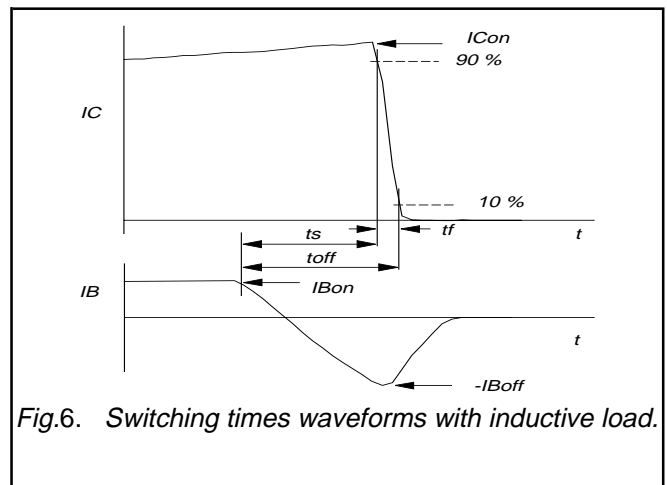 ICon
90 %
IC
10 %
ts
tf
t
toff
IB
IBon
t
-IBoff
Fig.6. Switching times waveforms with inductive load.